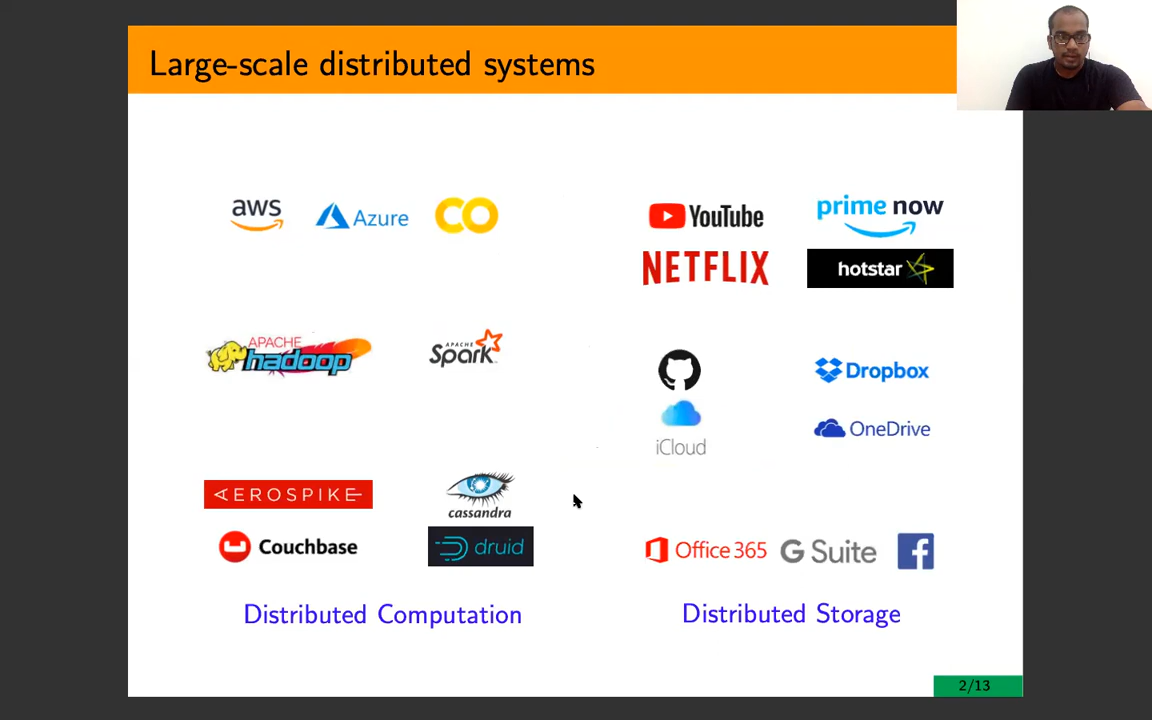 Large-scale distributed systems
aws
Azure
CO
APACHE
hadoop
APACHE
Spark
AEROSPIKE
cassandra
Couchbase
druid
Distributed Computation
YouTube
prime now
NETFLIX
hotstar
Dropbox
iCloud
OneDrive
Office 365
G Suite
f
Distributed Storage
2/13